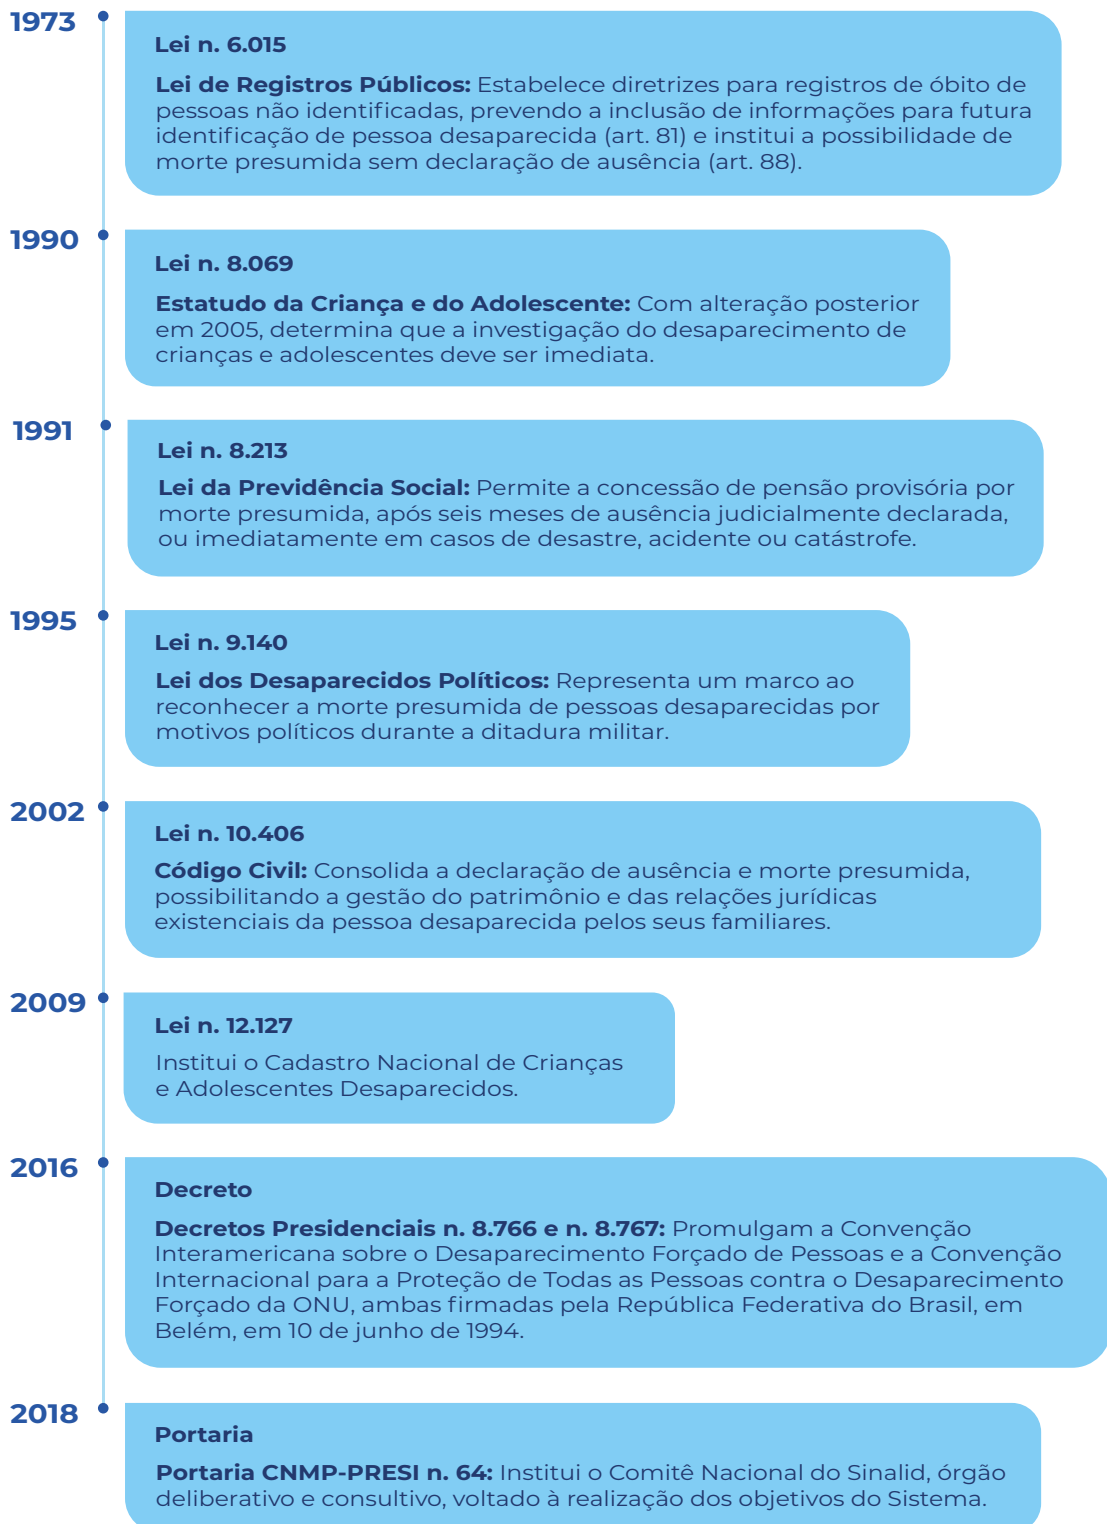 1973
Lei n. 6.015
Lei de Registros Públicos: Estabelece diretrizes para registros de óbito de
pessoas não identificadas, prevendo a inclusão de informações para futura
identificação de pessoa desaparecida (art. 81) e institui a possibilidade de
morte presumida sem declaração de ausência (art. 88).
1990
Lei n. 8.069
Estatudo da Criança e do Adolescente: Com alteração posterior
em 2005, determina que a investigação do desaparecimento de
crianças e adolescentes deve ser imediata.
1991
Lei n. 8.213
Lei da Previdência Social: Permite a concessão de pensão provisória por
morte presumida, após seis meses de ausência judicialmente declarada,
ou imediatamente em casos de desastre, acidente ou catástrofe.
1995
Lei n. 9.140
Lei dos Desaparecidos Políticos: Representa um marco ao
reconhecer a morte presumida de pessoas desaparecidas por
motivos políticos durante a ditadura militar.
2002
Lei n. 10.406
Código Civil: Consolida a declaração de ausência e morte presumida,
possibilitando a gestão do patrimônio e das relações jurídicas
existenciais da pessoa desaparecida pelos seus familiares.
2009
Lei n. 12.127
Institui o Cadastro Nacional de Crianças
e Adolescentes Desaparecidos.
2016
Decreto
Decretos Presidenciais n. 8.766 e n. 8.767: Promulgam a Convenção
Interamericana sobre o Desaparecimento Forçado de Pessoas e a Convenção
Internacional para a Proteção de Todas as Pessoas contra o Desaparecimento
Forçado da ONU, ambas firmadas pela República Federativa do Brasil, em
Belém, em 10 de junho de 1994.
2018
Portaria
Portaria CNMP-PRESI n. 64: Institui o Comitê Nacional do Sinalid, órgão
deliberativo e consultivo, voltado à realização dos objetivos do Sistema.